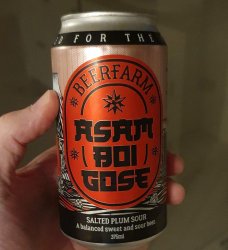 D FOR THE
BEERFARM
ASAM
BOI
GOSE
SALTED PLUM SOUR
A balanced sweet and sour beer.
375ml